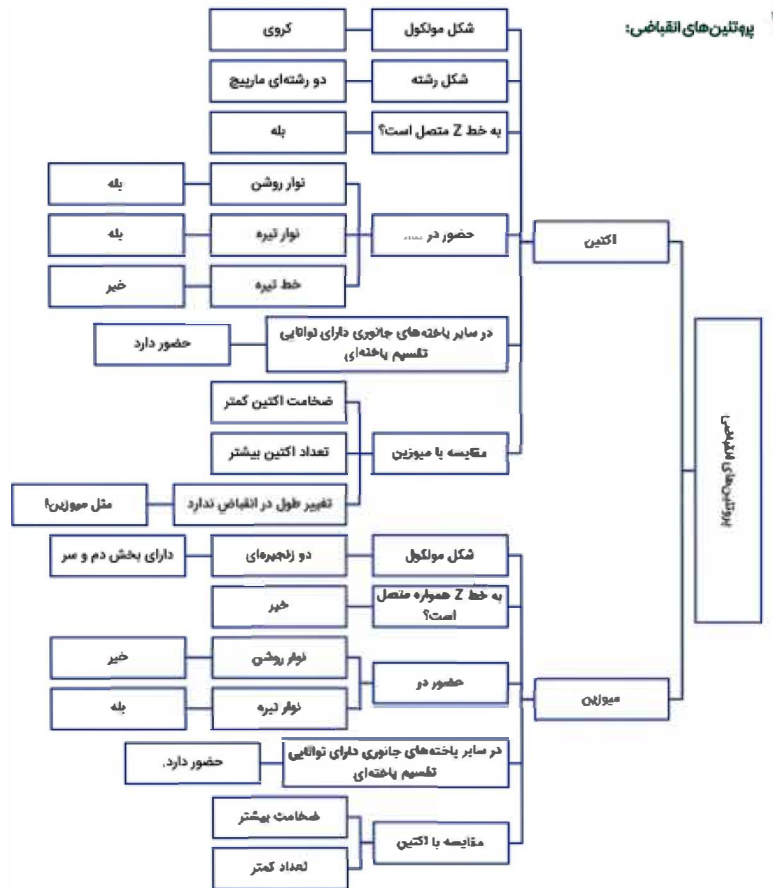 پروتئین‌های انقباضی:
پروتئین‌های انقباضی
اکتین
شکل مولکول
کروی
شکل رشته
دو رشته‌ای مارپیچ
به خط Z متصل است؟
بله
حضور در .....
نوار روشن
بله
نوار تیره
بله
خط تیره
خیر
در سایر یاخته‌های جانوری دارای توانایی
تقسیم یاخته‌ای
حضور دارد
مقایسه با میوزین
ضخامت اکتین کمتر
تعداد اکتین بیشتر
تغییر طول در انقباض ندارد
مثل میوزین!
میوزین
شکل مولکول
دو زنجیره‌ای
دارای بخش دم و سر
به خط Z همواره متصل
است؟
خیر
حضور در
نوار روشن
خیر
نوار تیره
بله
در سایر یاخته‌های جانوری دارای توانایی
تقسیم یاخته‌ای
حضور دارد.
مقایسه با اکتین
ضخامت بیشتر
تعداد کمتر